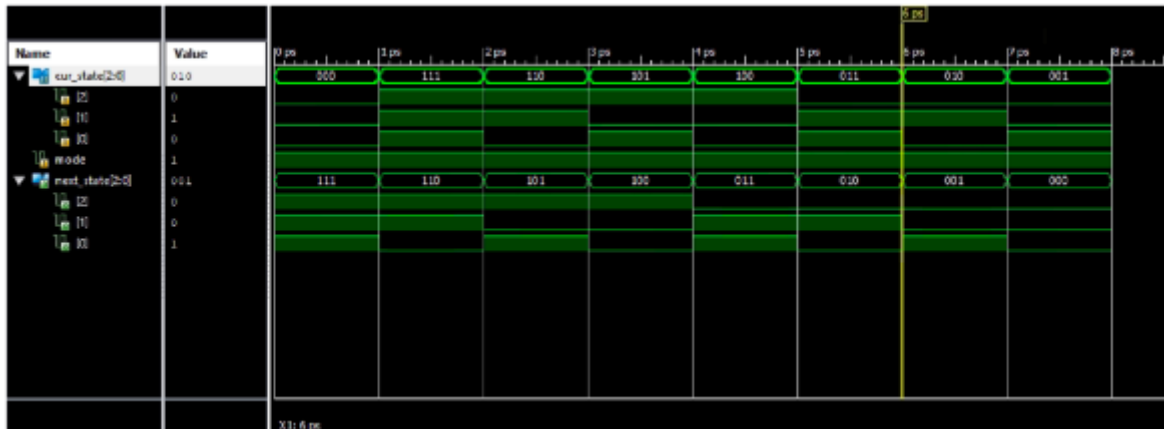 6 ps
Name Value 0 ps 1 ps 2 ps 3 ps 4 ps 5 ps 6 ps 7 ps 8 ps
cur_state[2:0] 010 000 111 110 101 100 011 010 001
[2] 0
[1] 1
[0] 0
mode 1
next_state[2:0] 001 111 110 101 100 011 010 001 000
[2] 0
[1] 0
[0] 1
X1: 6 ps